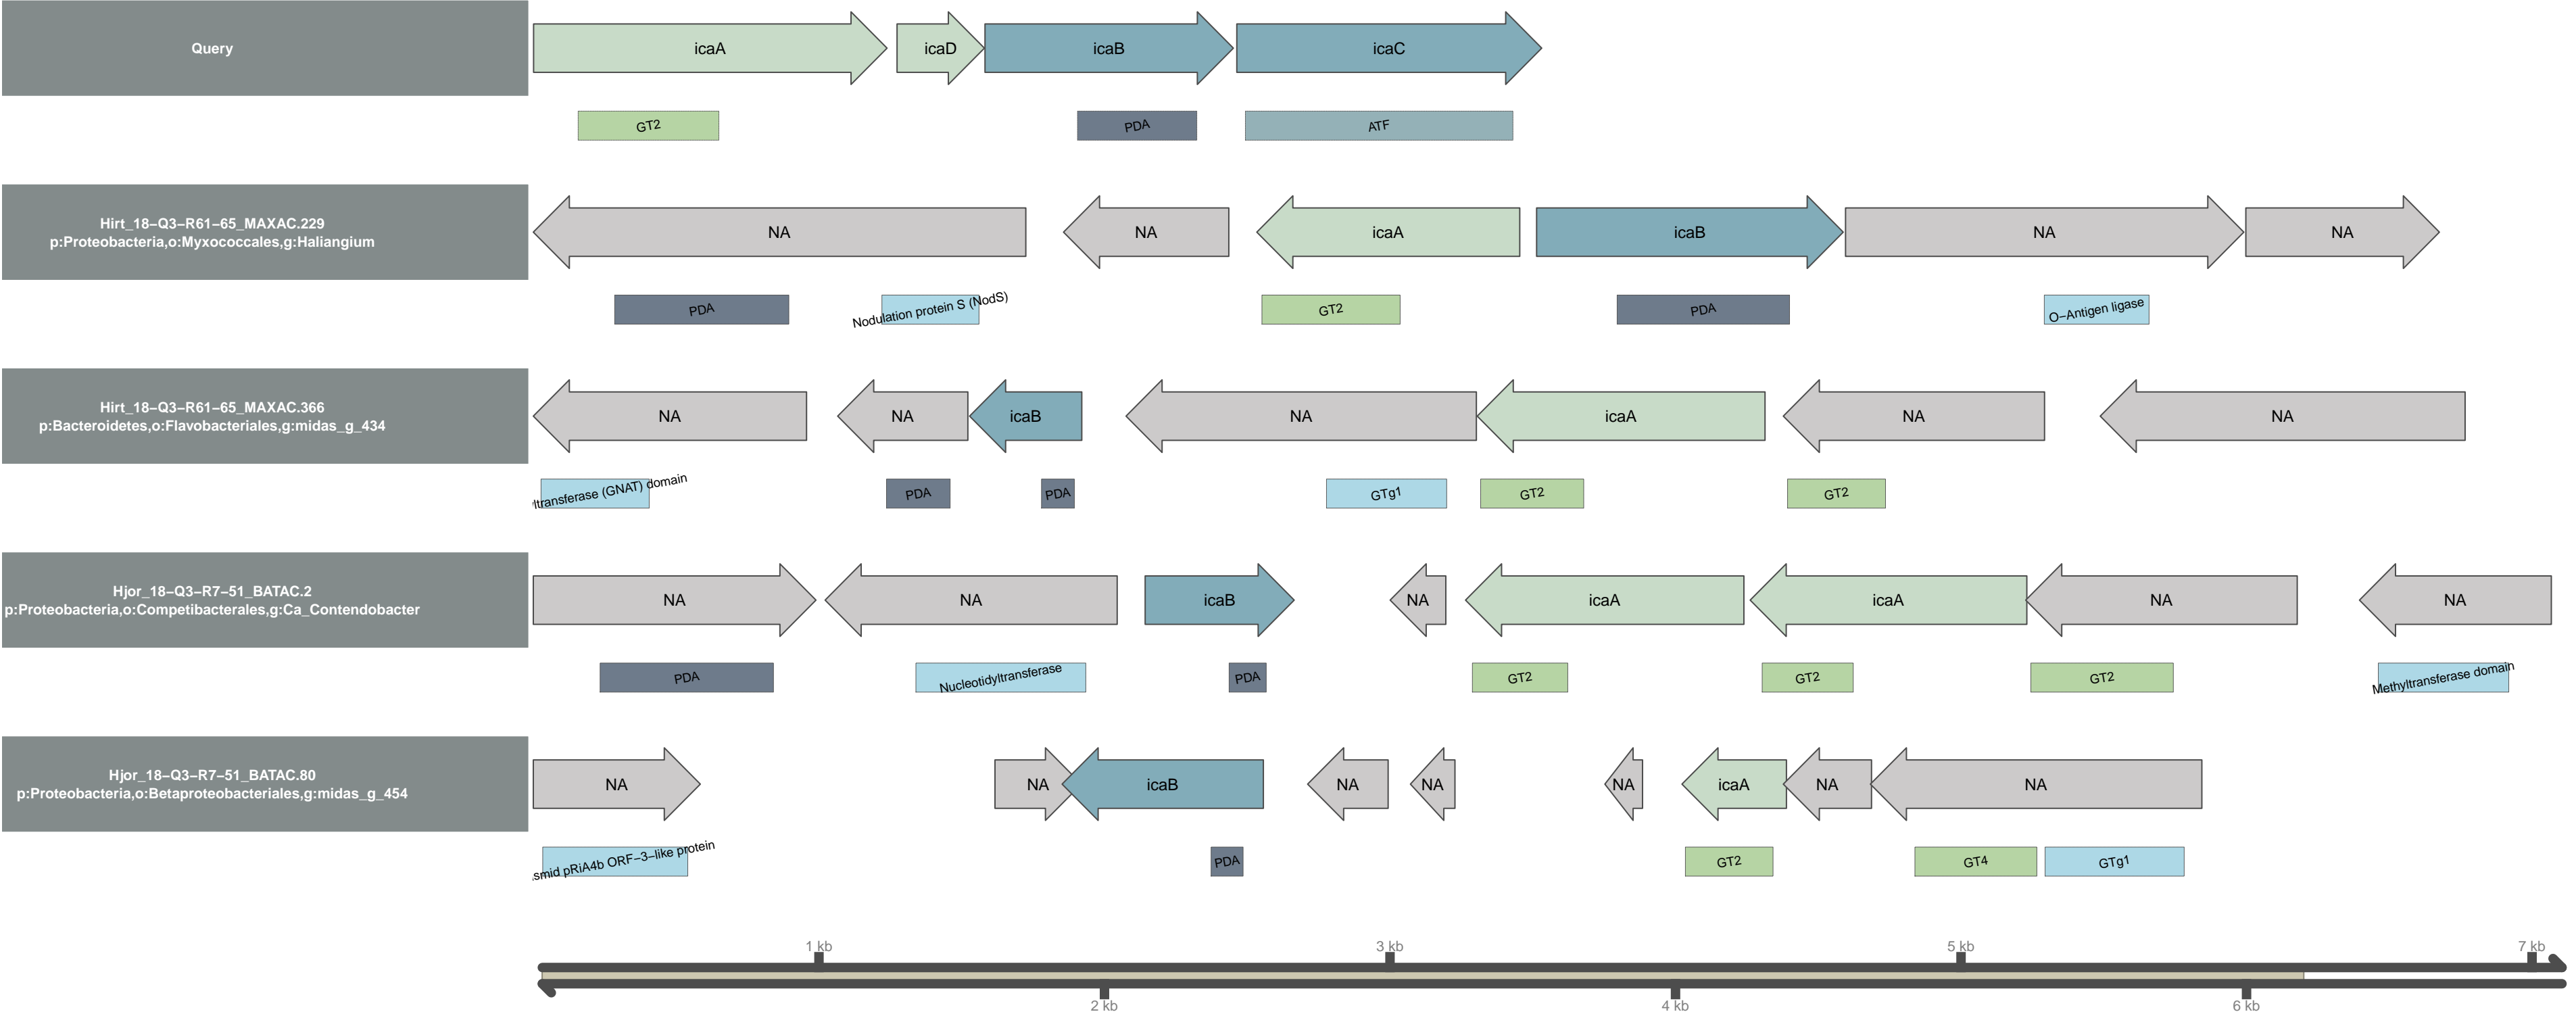 Query
icaA
icaD
icaB
icaC
GT2
PDA
ATF
Hirt_18−Q3−R61−65_MAXAC.229
p:Proteobacteria,o:Myxococcales,g:Haliangium
NA
NA
icaA
icaB
NA
NA
PDA
Nodulation protein S (NodS)
GT2
PDA
O−Antigen ligase
Hirt_18−Q3−R61−65_MAXAC.366
p:Bacteroidetes,o:Flavobacteriales,g:midas_g_434
NA
NA
icaB
NA
icaA
NA
NA
ltransferase (GNAT) domain
PDA
PDA
GTg1
GT2
GT2
Hjor_18−Q3−R7−51_BATAC.2
p:Proteobacteria,o:Competibacterales,g:Ca_Contendobacter
NA
NA
icaB
NA
icaA
icaA
NA
NA
PDA
Nucleotidyltransferase
PDA
GT2
GT2
GT2
Methyltransferase domain
Hjor_18−Q3−R7−51_BATAC.80
p:Proteobacteria,o:Betaproteobacteriales,g:midas_g_454
NA
NA
icaB
NA
NA
NA
icaA
NA
NA
smid pRiA4b ORF−3−like protein
PDA
GT2
GT4
GTg1
1 kb
3 kb
5 kb
7 kb
2 kb
4 kb
6 kb